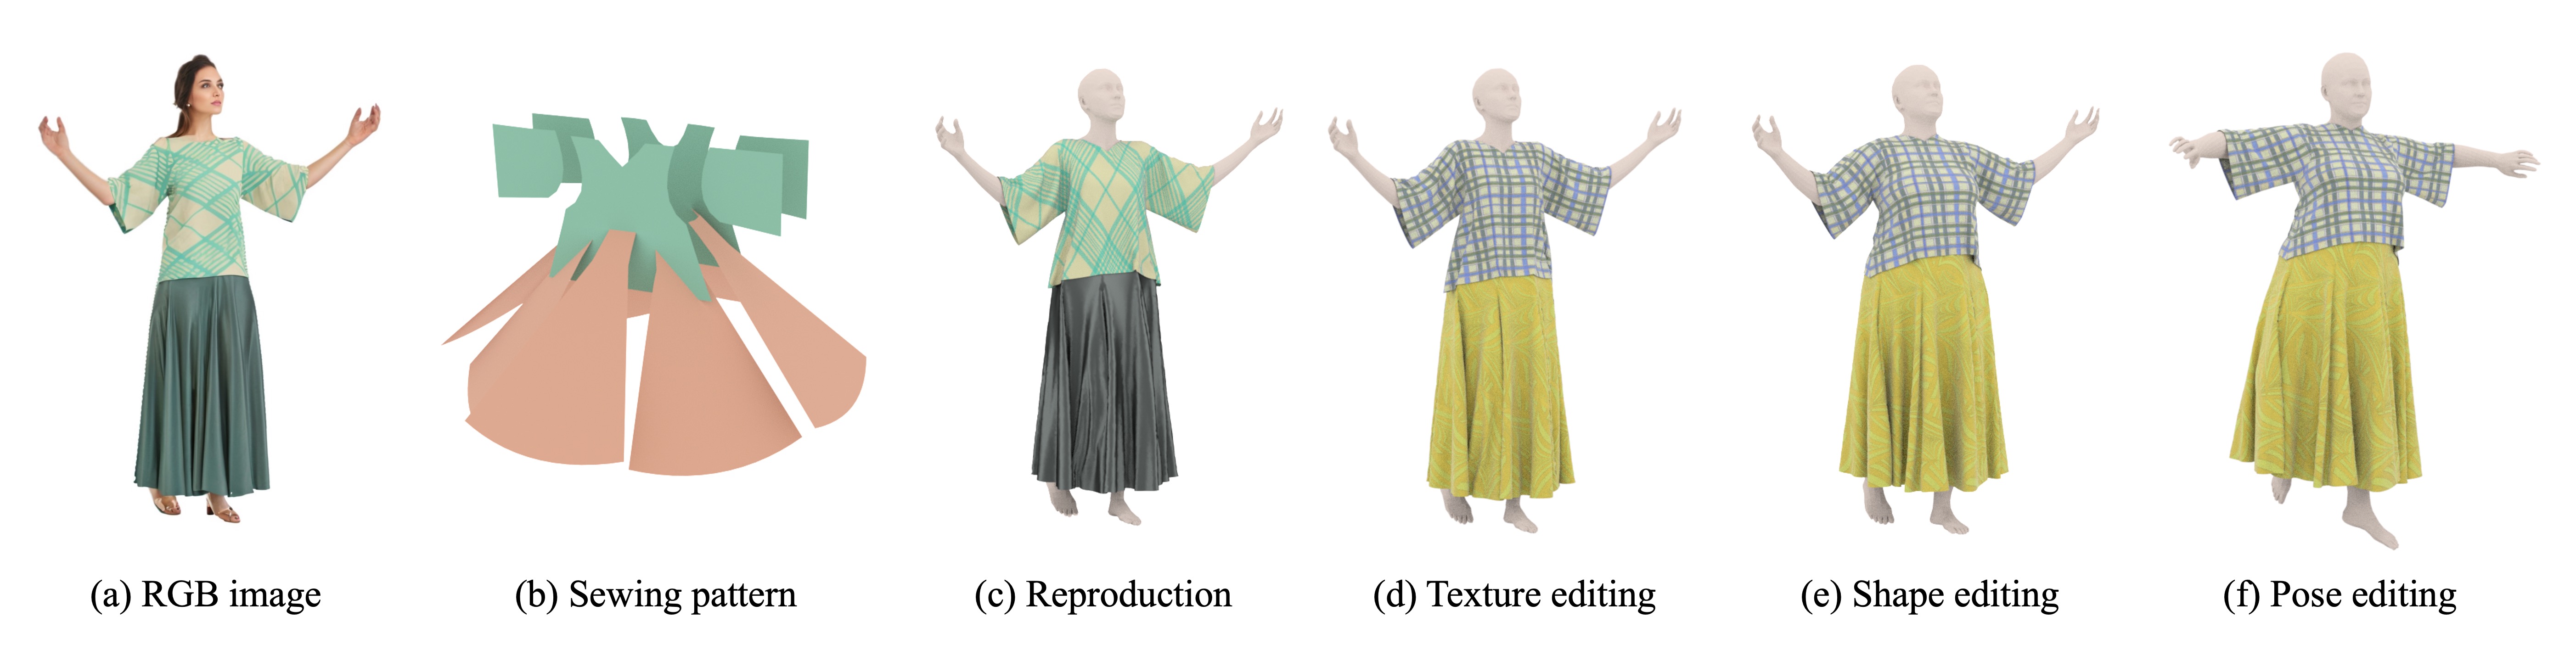 (a) RGB image
(b) Sewing pattern
(c) Reproduction
(d) Texture editing
(e) Shape editing
(f) Pose editing